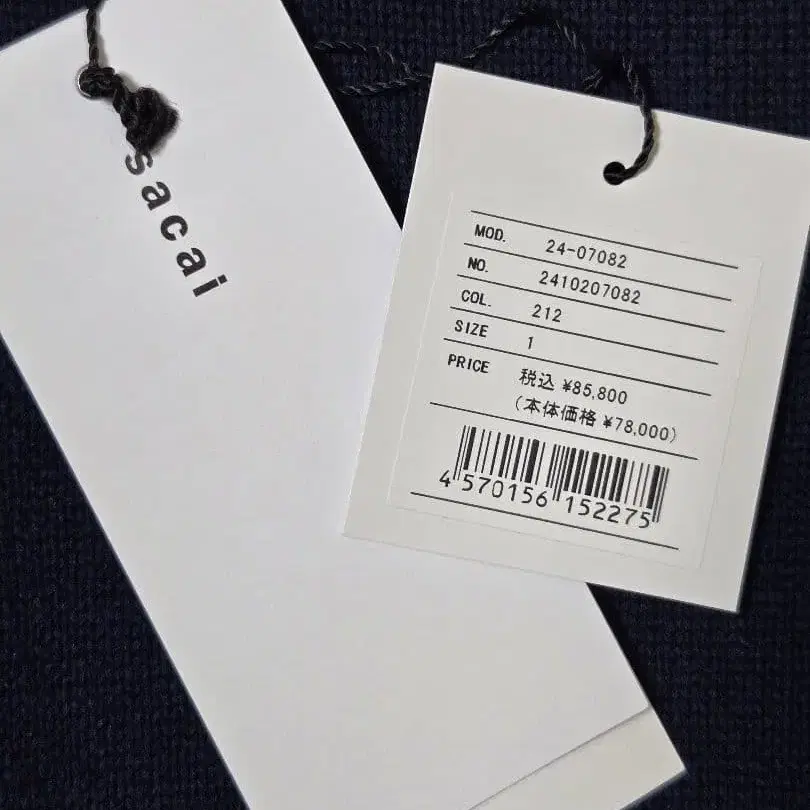 sacai
MOD. 24-07082
NO. 2410207082
COL. 212
SIZE 1
PRICE 税込 ¥85,800
(本体価格 ¥78,000)
4 570156 152275